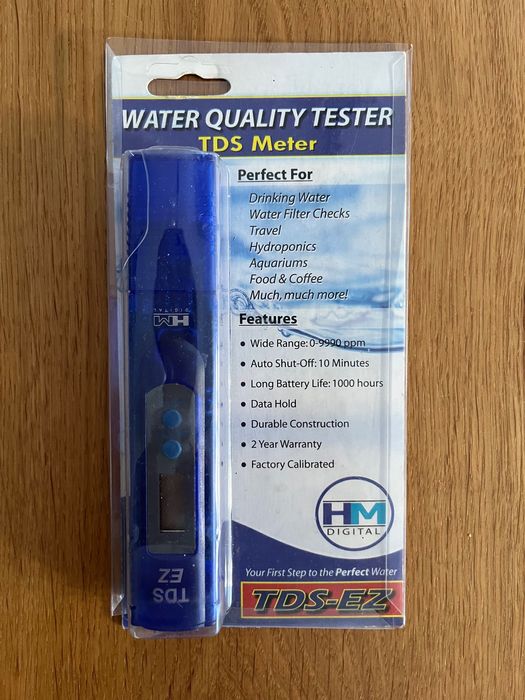 WATER QUALITY TESTER
TDS Meter
Perfect For
Drinking Water
Water Filter Checks
Travel
Hydroponics
Aquariums
Food & Coffee
Much, much more!
Features
• Wide Range: 0-9990 ppm
• Auto Shut-Off: 10 Minutes
• Long Battery Life: 1000 hours
• Data Hold
• Durable Construction
• 2 Year Warranty
• Factory Calibrated
HM
DIGITAL
Your First Step to the Perfect Water
TDS-EZ
HM
DIGITAL
TDS
EZ